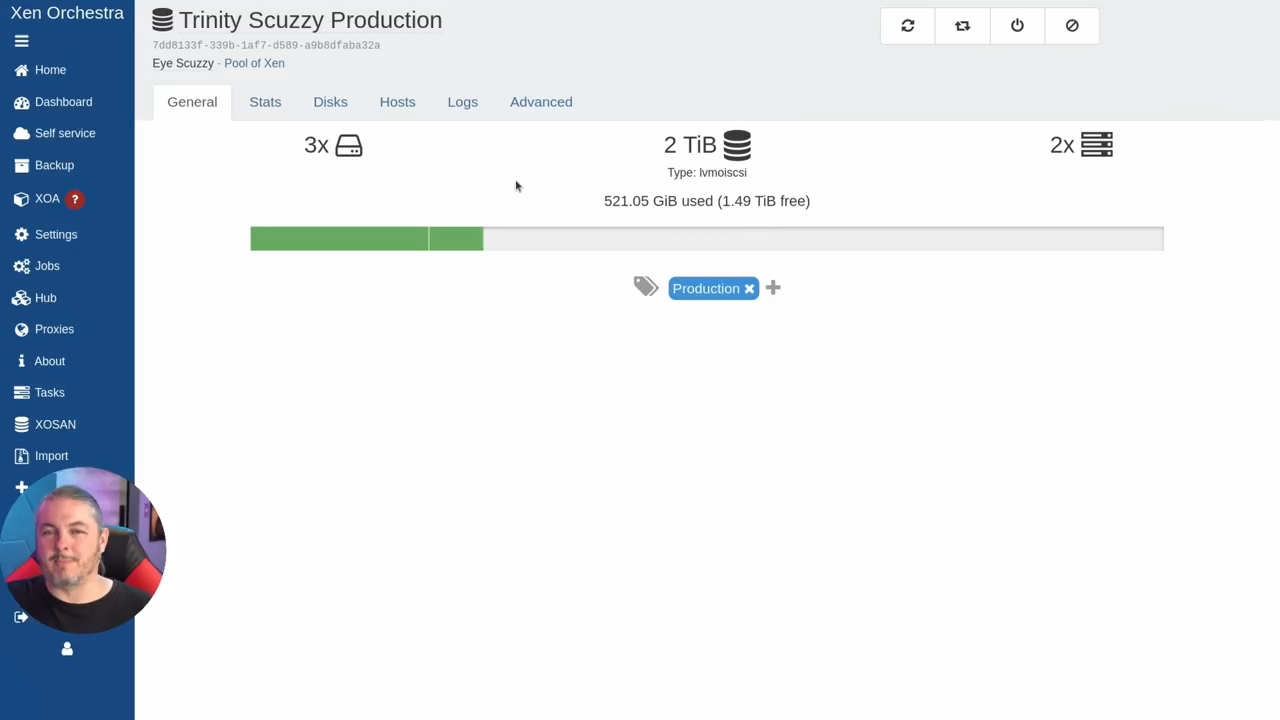 Xen Orchestra
Home
Dashboard
Self service
Backup
XOA ?
Settings
Jobs
Hub
Proxies
About
Tasks
XOSAN
Import
Trinity Scuzzy Production
7dd8133f-339b-1af7-d589-a9b8dfaba32a
Eye Scuzzy - Pool of Xen
General Stats Disks Hosts Logs Advanced
3x 2 TiB 2x
Type: lvmoiscsi
521.05 GiB used (1.49 TiB free)
Production